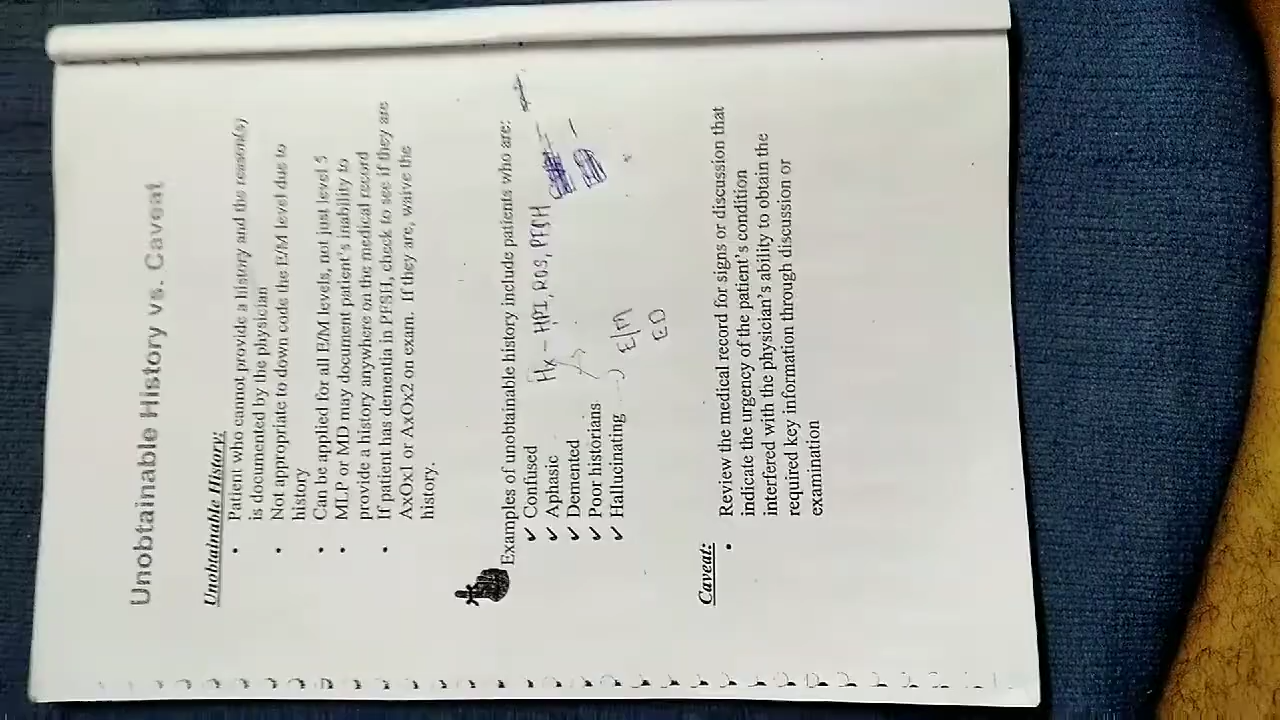 Unobtainable History vs. Caveat
Unobtainable History:
• Patient who cannot provide a history and the reason(s)
is documented by the physician
• Not appropriate to down code the E/M level due to
history
• Can be applied for all E/M levels, not just level 5
• MLP or MD may document patient's inability to
provide a history anywhere on the medical record
• If patient has dementia in PFSH, check to see if they are
AxOx1 or AxOx2 on exam. If they are, waive the
history.
Examples of unobtainable history include patients who are:
✓ Confused
✓ Aphasic
✓ Demented
✓ Poor historians
✓ Hallucinating
Hx – HPI, ROS, PFSH
E/M
ED
Caveat:
• Review the medical record for signs or discussion that
indicate the urgency of the patient's condition
interfered with the physician's ability to obtain the
required key information through discussion or
examination